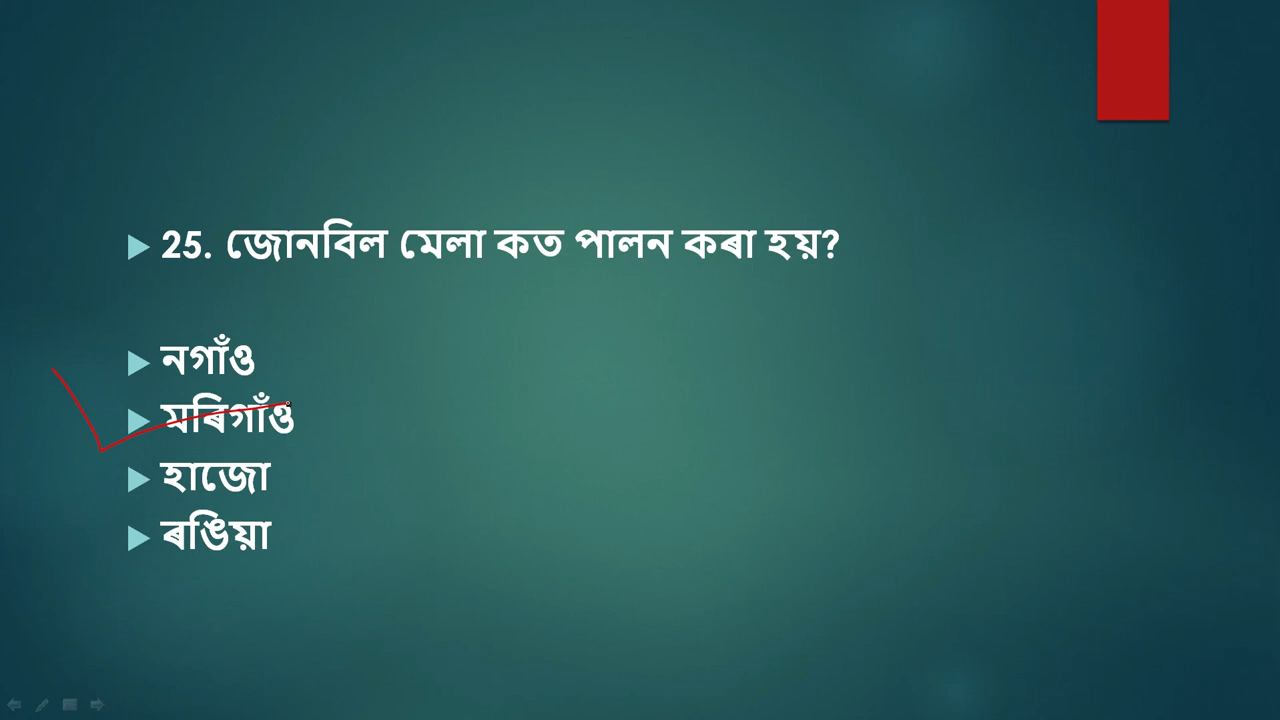 25. জোনবিল মেলা কত পালন কৰা হয়?
নগাঁও
মৰিগাঁও
হাজো
ৰঙিয়া